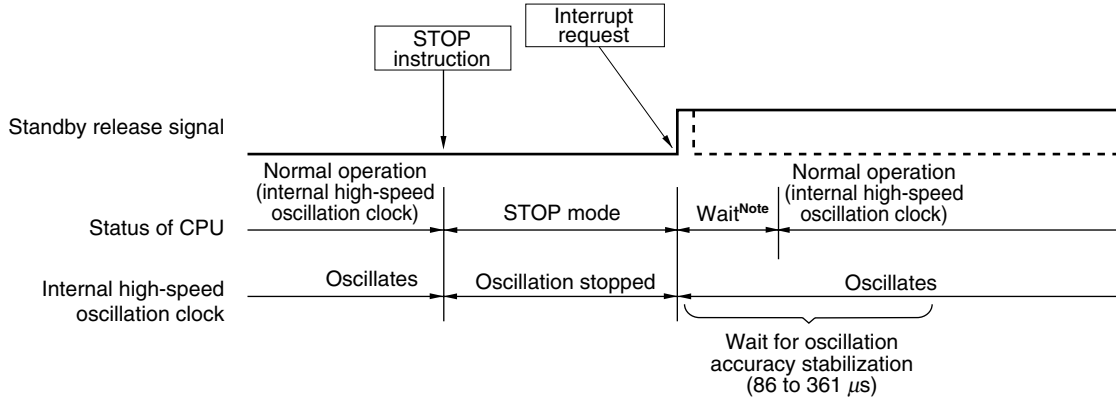 STOP
instruction
Interrupt
request
Standby release signal
Normal operation
(internal high-speed
oscillation clock)
Normal operation
(internal high-speed
oscillation clock)
Status of CPU
STOP mode
WaitNote
Internal high-speed
oscillation clock
Oscillates
Oscillation stopped
Oscillates
Wait for oscillation
accuracy stabilization
(86 to 361 μs)